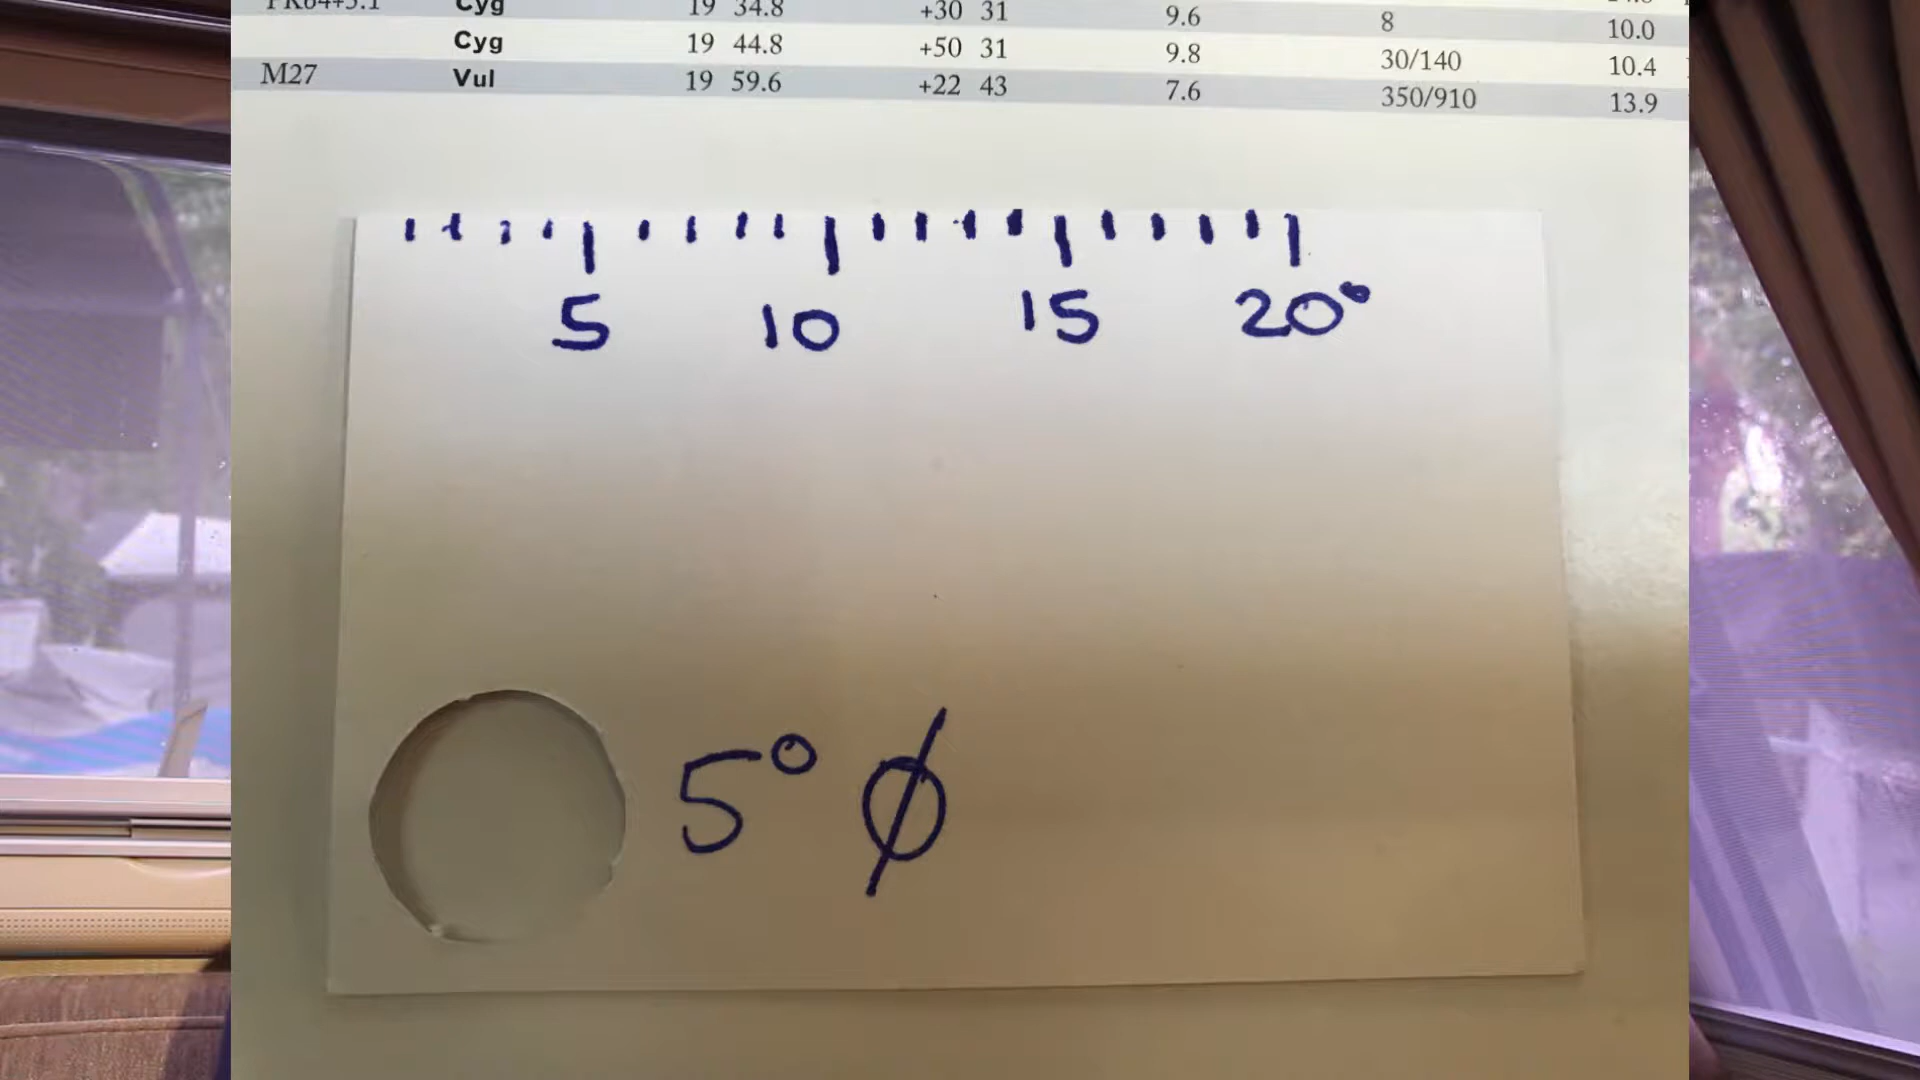 Cyg 19 34.8 +30 31 9.6 8 10.0
Cyg 19 44.8 +50 31 9.8 30/140 10.4
M27 Vul 19 59.6 +22 43 7.6 350/910 13.9
5 10 15 20°
5° ⌀